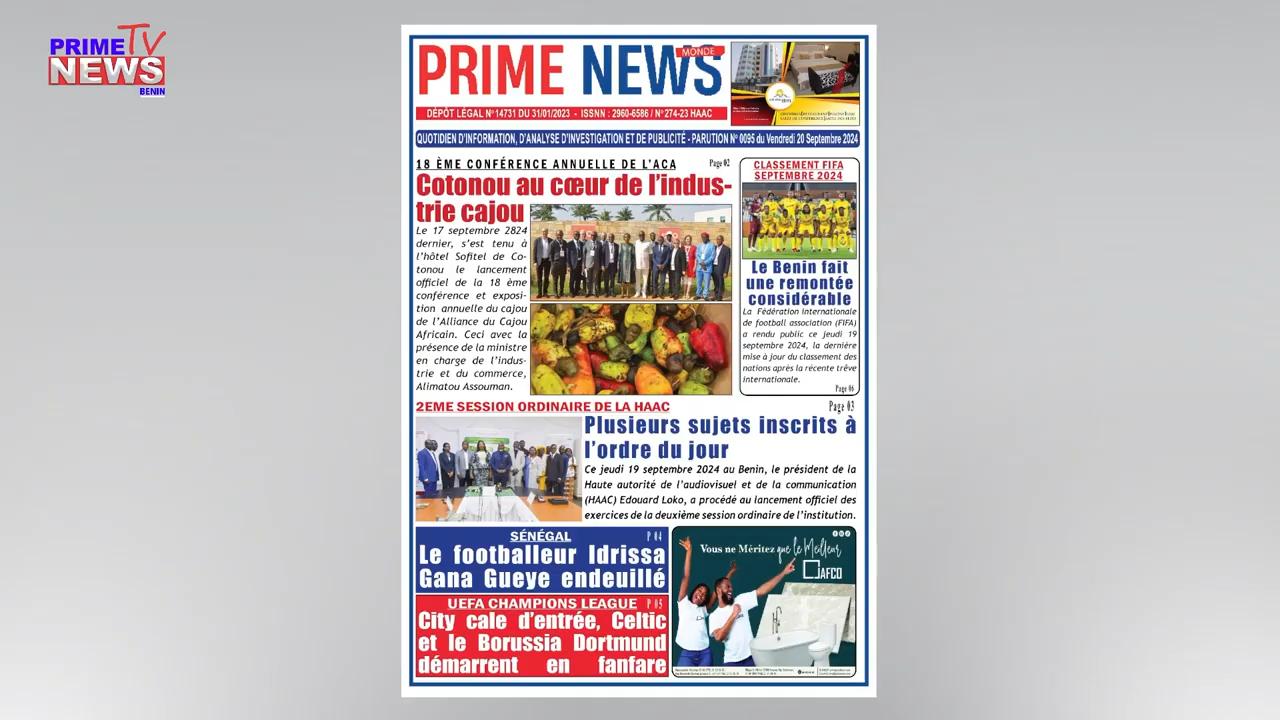 PRIME TV
NEWS
BENIN
PRIME NEWS
MONDE
DÉPÔT LÉGAL N°14731 DU 31/01/2023 - ISSNN : 2960-6586 / N°274-23 HAAC
QUOTIDIEN D'INFORMATION, D'ANALYSE D'INVESTIGATION ET DE PUBLICITÉ - PARUTION N° 0095 du Vendredi 20 Septembre 2024
18 ÈME CONFÉRENCE ANNUELLE DE L'ACA
Page 02
Cotonou au cœur de l'indus-
trie cajou
Le 17 septembre 2824
dernier, s'est tenu à
l'hôtel Sofitel de Co-
tonou le lancement
officiel de la 18 ème
conférence et exposi-
tion annuelle du cajou
de l'Alliance du Cajou
Africain. Ceci avec la
présence de la ministre
en charge de l'indus-
trie et du commerce,
Alimatou Assouman.
CLASSEMENT FIFA
SEPTEMBRE 2024
Le Benin fait
une remontée
considérable
La Fédération internationale
de football association (FIFA)
a rendu public ce jeudi 19
septembre 2024, la dernière
mise à jour du classement des
nations après la récente trêve
internationale.
Page 06
2EME SESSION ORDINAIRE DE LA HAAC
Page 03
Plusieurs sujets inscrits à
l'ordre du jour
Ce jeudi 19 septembre 2024 au Benin, le président de la
Haute autorité de l'audiovisuel et de la communication
(HAAC) Edouard Loko, a procédé au lancement officiel des
exercices de la deuxième session ordinaire de l'institution.
SÉNÉGAL
P 04
Le footballeur Idrissa
Gana Gueye endeuillé
UEFA CHAMPIONS LEAGUE
P 05
City cale d'entrée, Celtic
et le Borussia Dortmund
démarrent en fanfare
Vous ne Méritez que le Meilleur
JAFCO